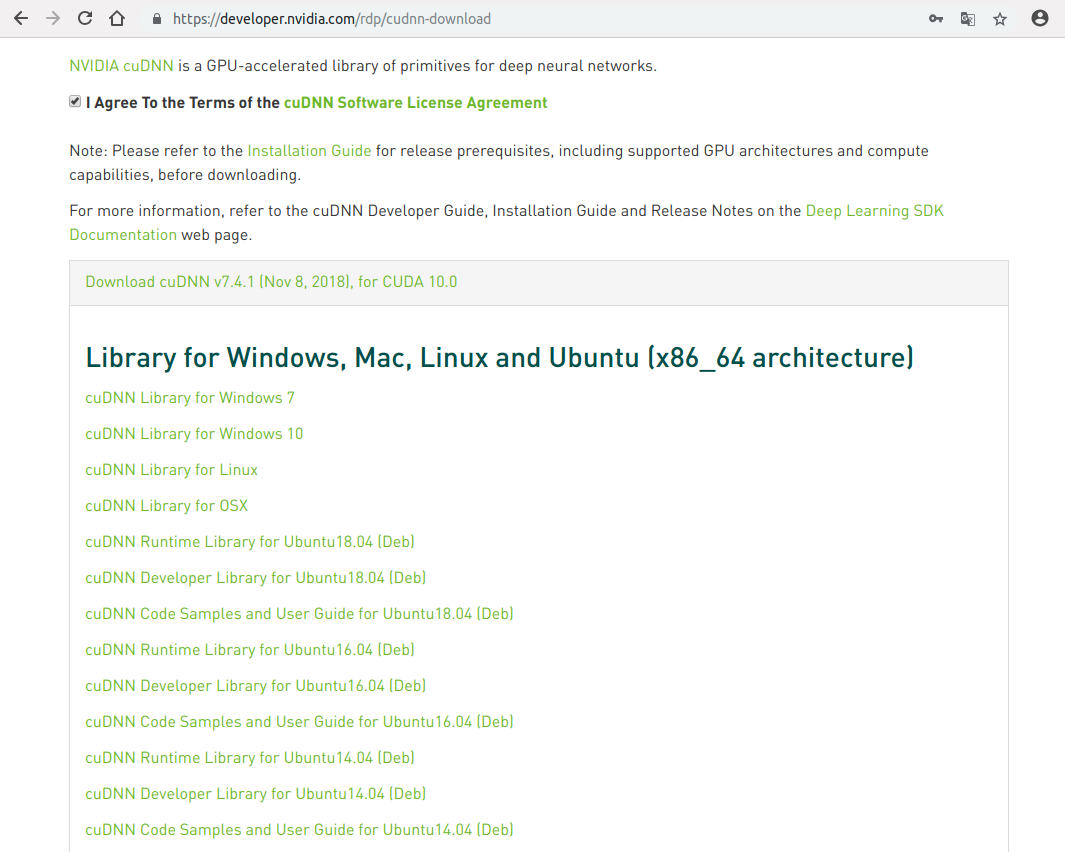 https://developer.nvidia.com/rdp/cudnn-download
NVIDIA cuDNN is a GPU-accelerated library of primitives for deep neural networks.
I Agree To the Terms of the cuDNN Software License Agreement
Note: Please refer to the Installation Guide for release prerequisites, including supported GPU architectures and compute
capabilities, before downloading.
For more information, refer to the cuDNN Developer Guide, Installation Guide and Release Notes on the Deep Learning SDK
Documentation web page.
Download cuDNN v7.4.1 (Nov 8, 2018), for CUDA 10.0
Library for Windows, Mac, Linux and Ubuntu (x86_64 architecture)
cuDNN Library for Windows 7
cuDNN Library for Windows 10
cuDNN Library for Linux
cuDNN Library for OSX
cuDNN Runtime Library for Ubuntu18.04 (Deb)
cuDNN Developer Library for Ubuntu18.04 (Deb)
cuDNN Code Samples and User Guide for Ubuntu18.04 (Deb)
cuDNN Runtime Library for Ubuntu16.04 (Deb)
cuDNN Developer Library for Ubuntu16.04 (Deb)
cuDNN Code Samples and User Guide for Ubuntu16.04 (Deb)
cuDNN Runtime Library for Ubuntu14.04 (Deb)
cuDNN Developer Library for Ubuntu14.04 (Deb)
cuDNN Code Samples and User Guide for Ubuntu14.04 (Deb)